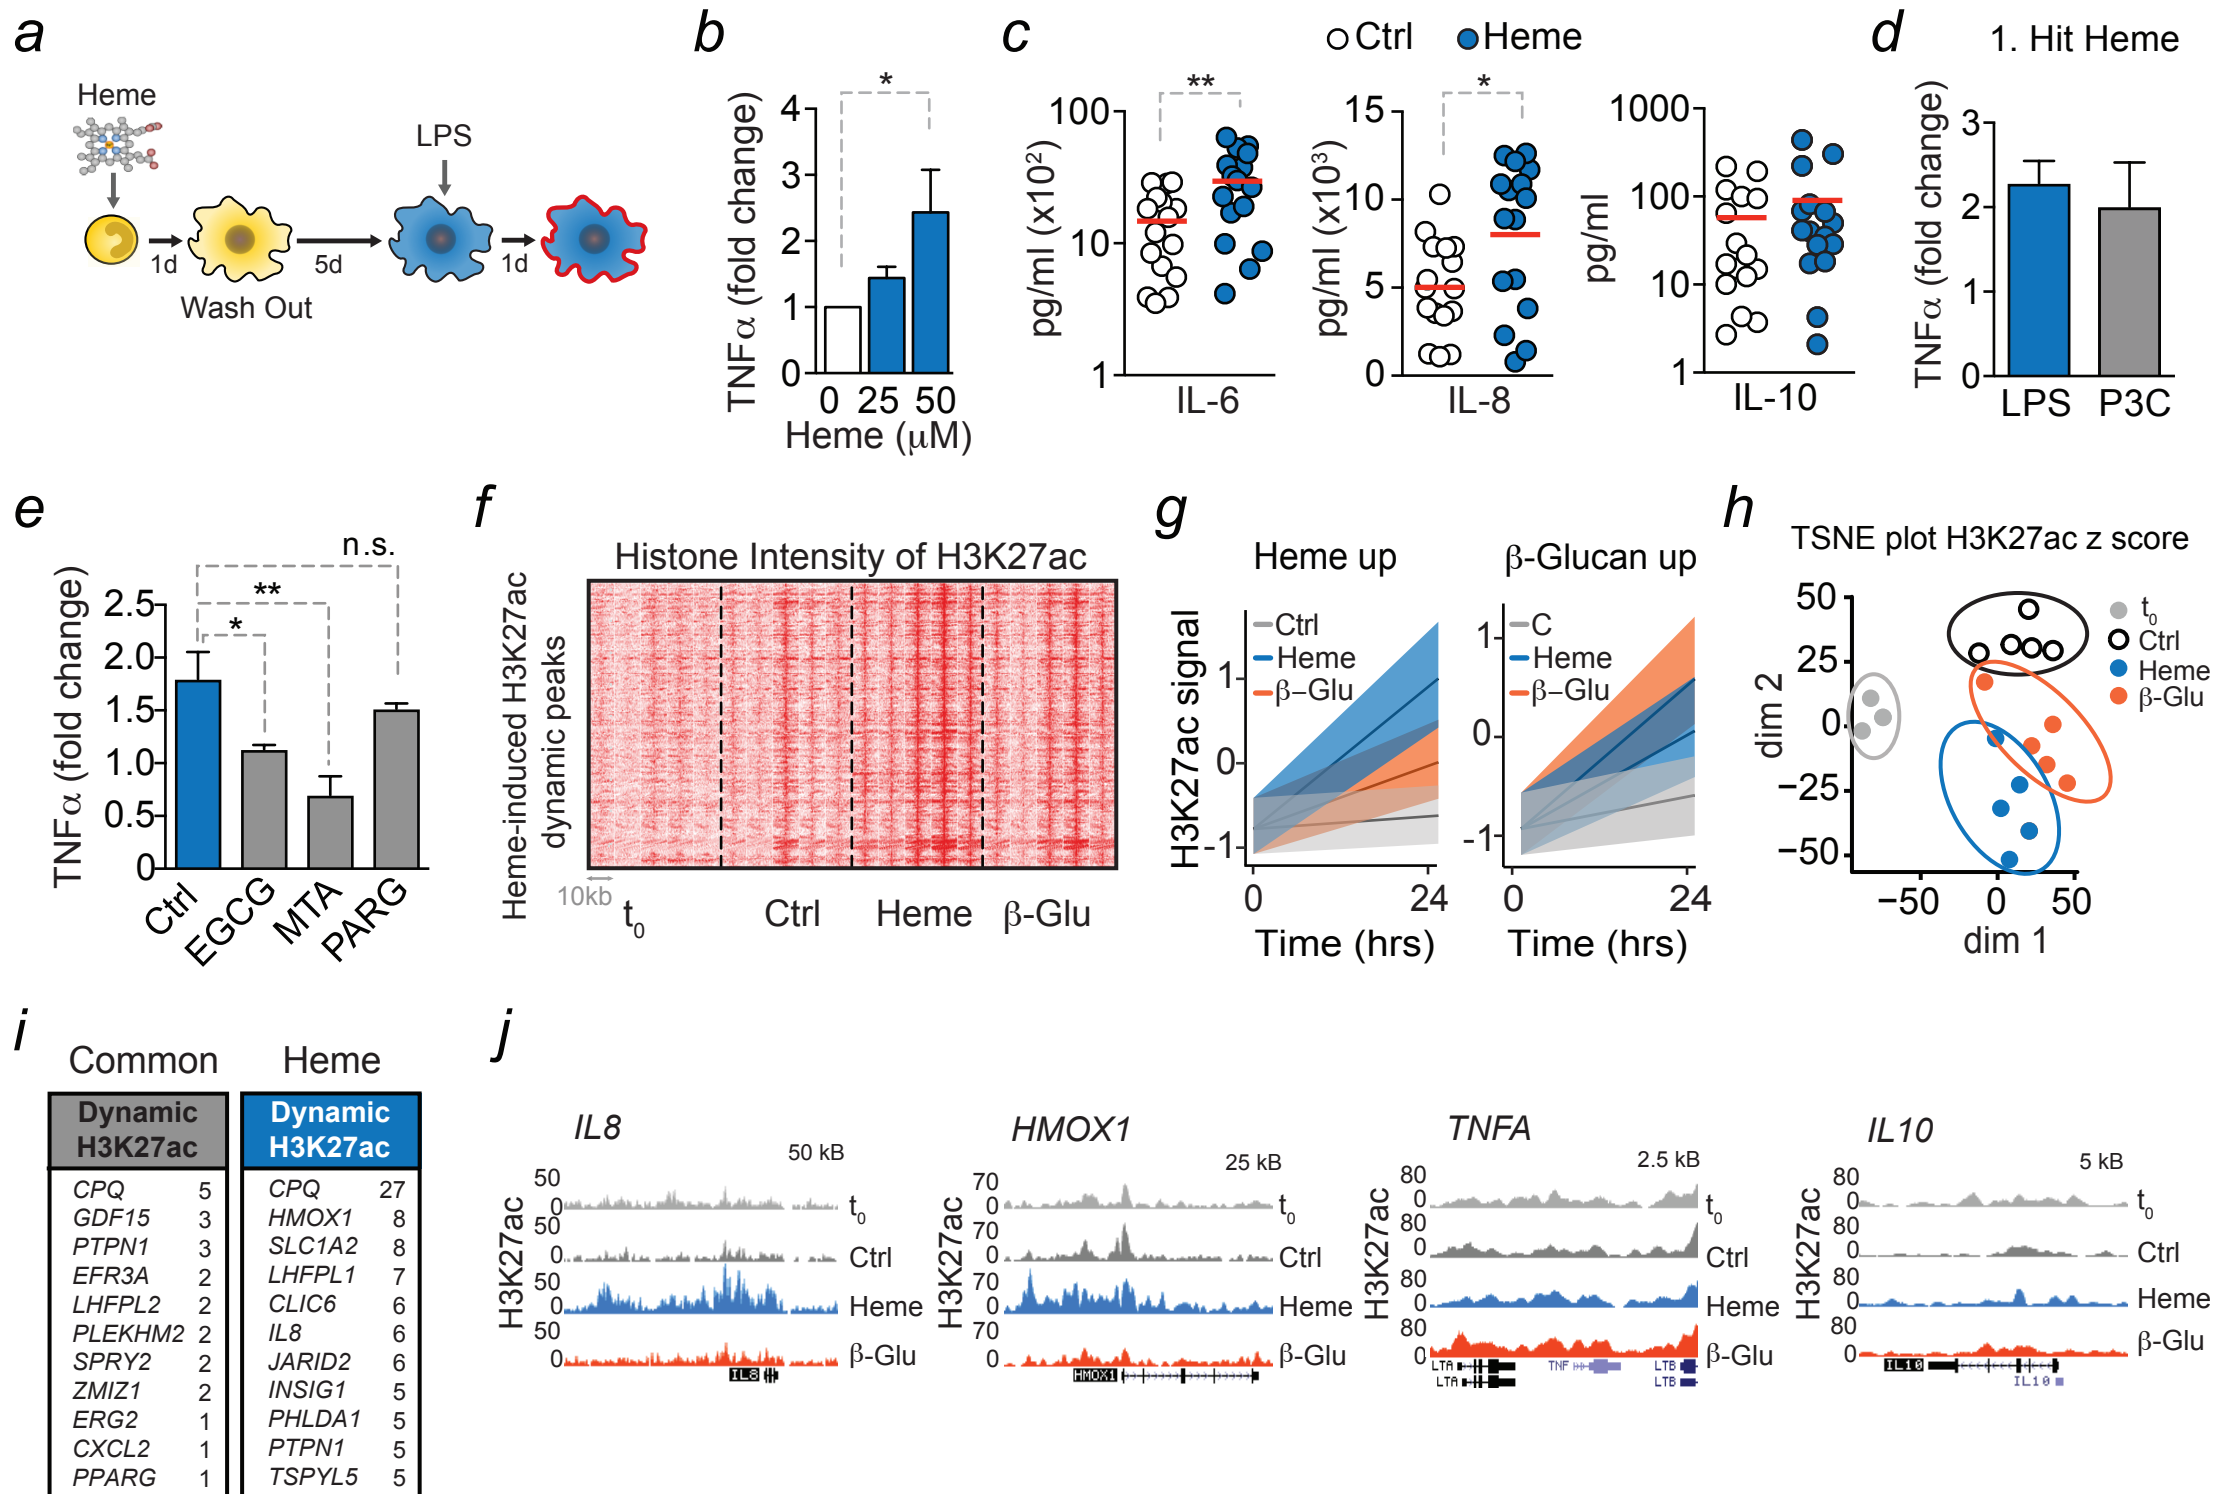 a
Heme
LPS
1d
5d
1d
Wash Out
b
*
TNFα (fold change)
4
3
2
1
0
0 25 50
Heme (μM)
c
Ctrl Heme
**
pg/ml (x10²)
100
10
1
IL-6
*
pg/ml (x10³)
15
10
5
0
IL-8
pg/ml
1000
100
10
1
IL-10
d
1. Hit Heme
TNFα (fold change)
3
2
1
0
LPS P3C
e
n.s.
**
*
TNFα (fold change)
2.5
2.0
1.5
1.0
0.5
0
Ctrl
EGCG
MTA
PARG
f
Histone Intensity of H3K27ac
Heme-induced H3K27ac
dynamic peaks
10kb
t₀ Ctrl Heme β-Glu
g
Heme up
H3K27ac signal
Ctrl
Heme
β–Glu
1
0
-1
0 24
Time (hrs)
β-Glucan up
C
Heme
β–Glu
1
0
-1
0 24
Time (hrs)
h
TSNE plot H3K27ac z score
t₀
Ctrl
Heme
β-Glu
dim 2
50
25
0
−25
−50
−50 0 50
dim 1
i
Common Heme
Dynamic
H3K27ac
CPQ 5
GDF15 3
PTPN1 3
EFR3A 2
LHFPL2 2
PLEKHM2 2
SPRY2 2
ZMIZ1 2
ERG2 1
CXCL2 1
PPARG 1
Dynamic
H3K27ac
CPQ 27
HMOX1 8
SLC1A2 8
LHFPL1 7
CLIC6 6
IL8 6
JARID2 6
INSIG1 5
PHLDA1 5
PTPN1 5
TSPYL5 5
j
IL8
50 kB
H3K27ac
50
0
t₀
50
0
Ctrl
50
0
Heme
50
0
β-Glu
IL8
HMOX1
25 kB
H3K27ac
70
0
t₀
70
0
Ctrl
70
0
Heme
70
0
β-Glu
HMOX1
TNFA
2.5 kB
H3K27ac
80
0
t₀
80
0
Ctrl
80
0
Heme
80
0
β-Glu
LTA TNF LTB
LTA LTB
IL10
5 kB
H3K27ac
80
0
t₀
80
0
Ctrl
80
0
Heme
80
0
β-Glu
IL10
IL10